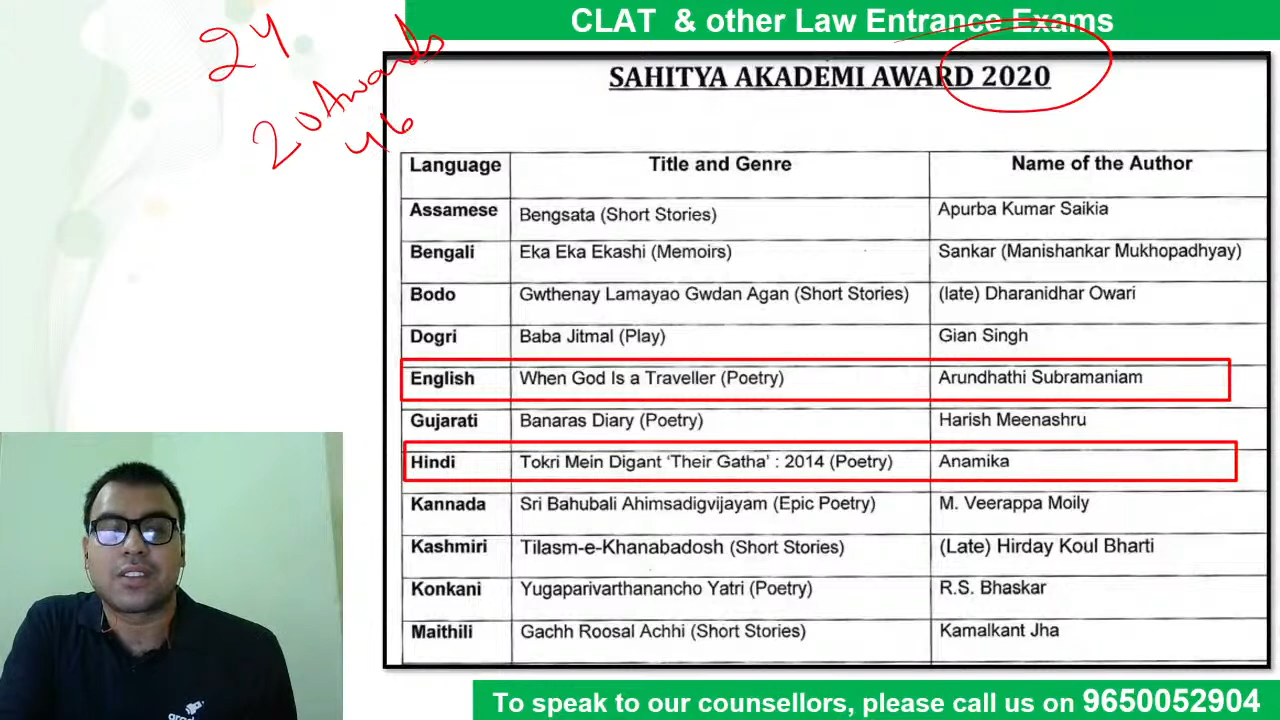 CLAT & other Law Entrance Exams
24
20 Awards
46
SAHITYA AKADEMI AWARD 2020
Language Title and Genre Name of the Author
Assamese Bengsata (Short Stories) Apurba Kumar Saikia
Bengali Eka Eka Ekashi (Memoirs) Sankar (Manishankar Mukhopadhyay)
Bodo Gwthenay Lamayao Gwdan Agan (Short Stories) (late) Dharanidhar Owari
Dogri Baba Jitmal (Play) Gian Singh
English When God Is a Traveller (Poetry) Arundhathi Subramaniam
Gujarati Banaras Diary (Poetry) Harish Meenashru
Hindi Tokri Mein Digant ‘Their Gatha’ : 2014 (Poetry) Anamika
Kannada Sri Bahubali Ahimsadigvijayam (Epic Poetry) M. Veerappa Moily
Kashmiri Tilasm-e-Khanabadosh (Short Stories) (Late) Hirday Koul Bharti
Konkani Yugaparivarthanancho Yatri (Poetry) R.S. Bhaskar
Maithili Gachh Roosal Achhi (Short Stories) Kamalkant Jha
To speak to our counsellors, please call us on 9650052904